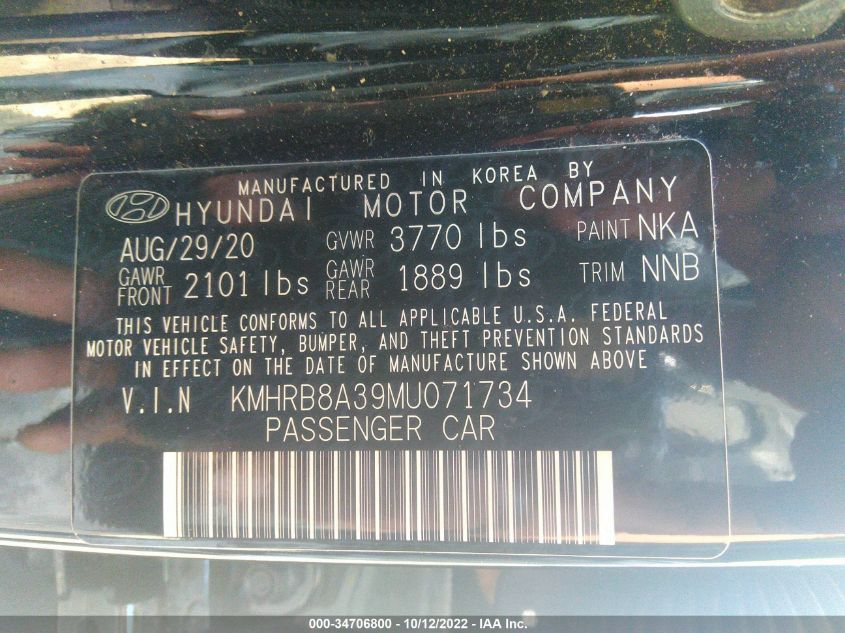 MANUFACTURED IN KOREA BY
HYUNDAI MOTOR COMPANY
AUG/29/20 GVWR 3770 lbs PAINT NKA
GAWR FRONT 2101 lbs GAWR REAR 1889 lbs TRIM NNB
THIS VEHICLE CONFORMS TO ALL APPLICABLE U.S.A. FEDERAL
MOTOR VEHICLE SAFETY, BUMPER, AND THEFT PREVENTION STANDARDS
IN EFFECT ON THE DATE OF MANUFACTURE SHOWN ABOVE
V.I.N KMHRB8A39MU071734
PASSENGER CAR
000-34706800 - 10/12/2022 - IAA Inc.